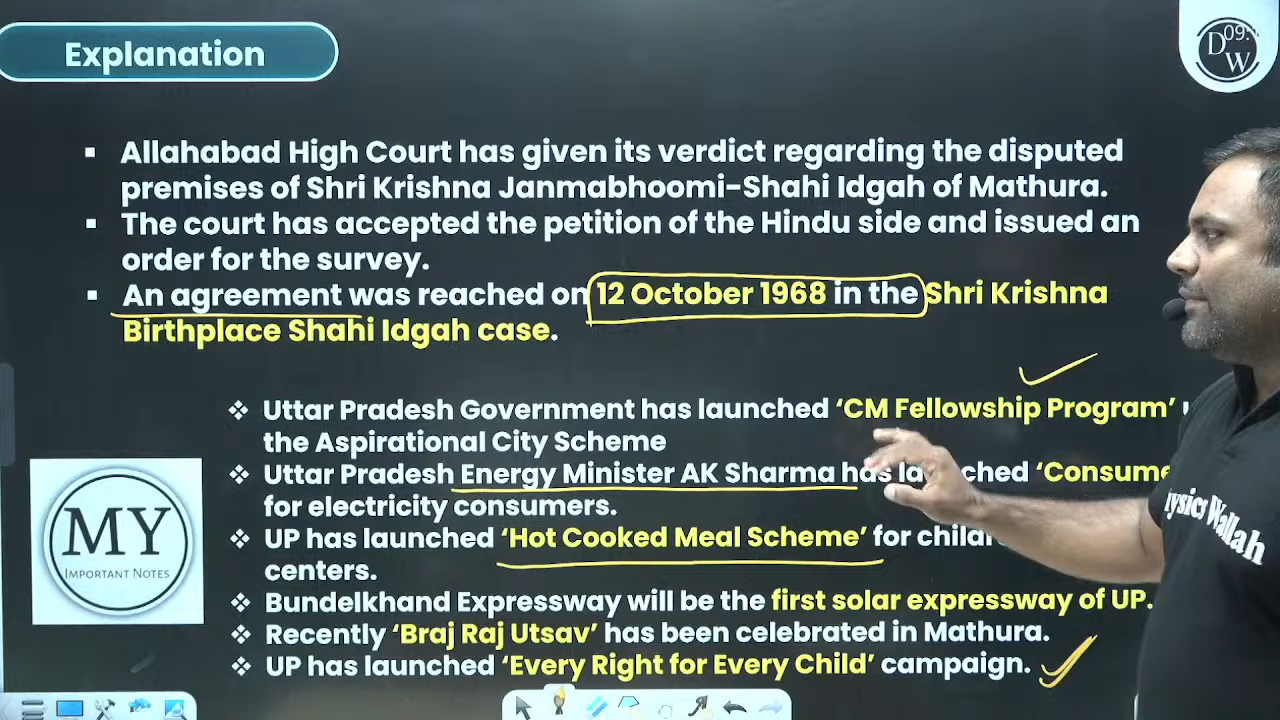 Explanation
09:
D
W
Allahabad High Court has given its verdict regarding the disputed
premises of Shri Krishna Janmabhoomi-Shahi Idgah of Mathura.
The court has accepted the petition of the Hindu side and issued an
order for the survey.
An agreement was reached on 12 October 1968 in the Shri Krishna
Birthplace Shahi Idgah case.
Uttar Pradesh Government has launched ‘CM Fellowship Program’
the Aspirational City Scheme
Uttar Pradesh Energy Minister AK Sharma has launched
for electricity consumers.
UP has launched ‘Hot Cooked Meal Scheme’ for
centers.
Bundelkhand Expressway will be the first solar expressway of UP.
Recently ‘Braj Raj Utsav’ has been celebrated in Mathura.
UP has launched ‘Every Right for Every Child’ campaign.
MY
IMPORTANT NOTES
Wallah